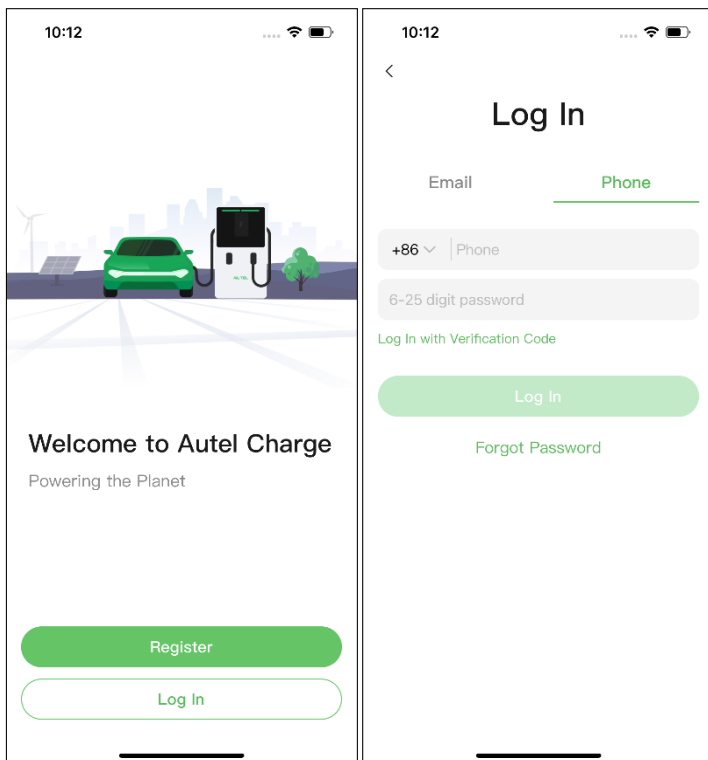 10:12
AUTEL
Welcome to Autel Charge
Powering the Planet
Register
Log In
10:12
Log In
Email Phone
+86 Phone
6-25 digit password
Log In with Verification Code
Log In
Forgot Password